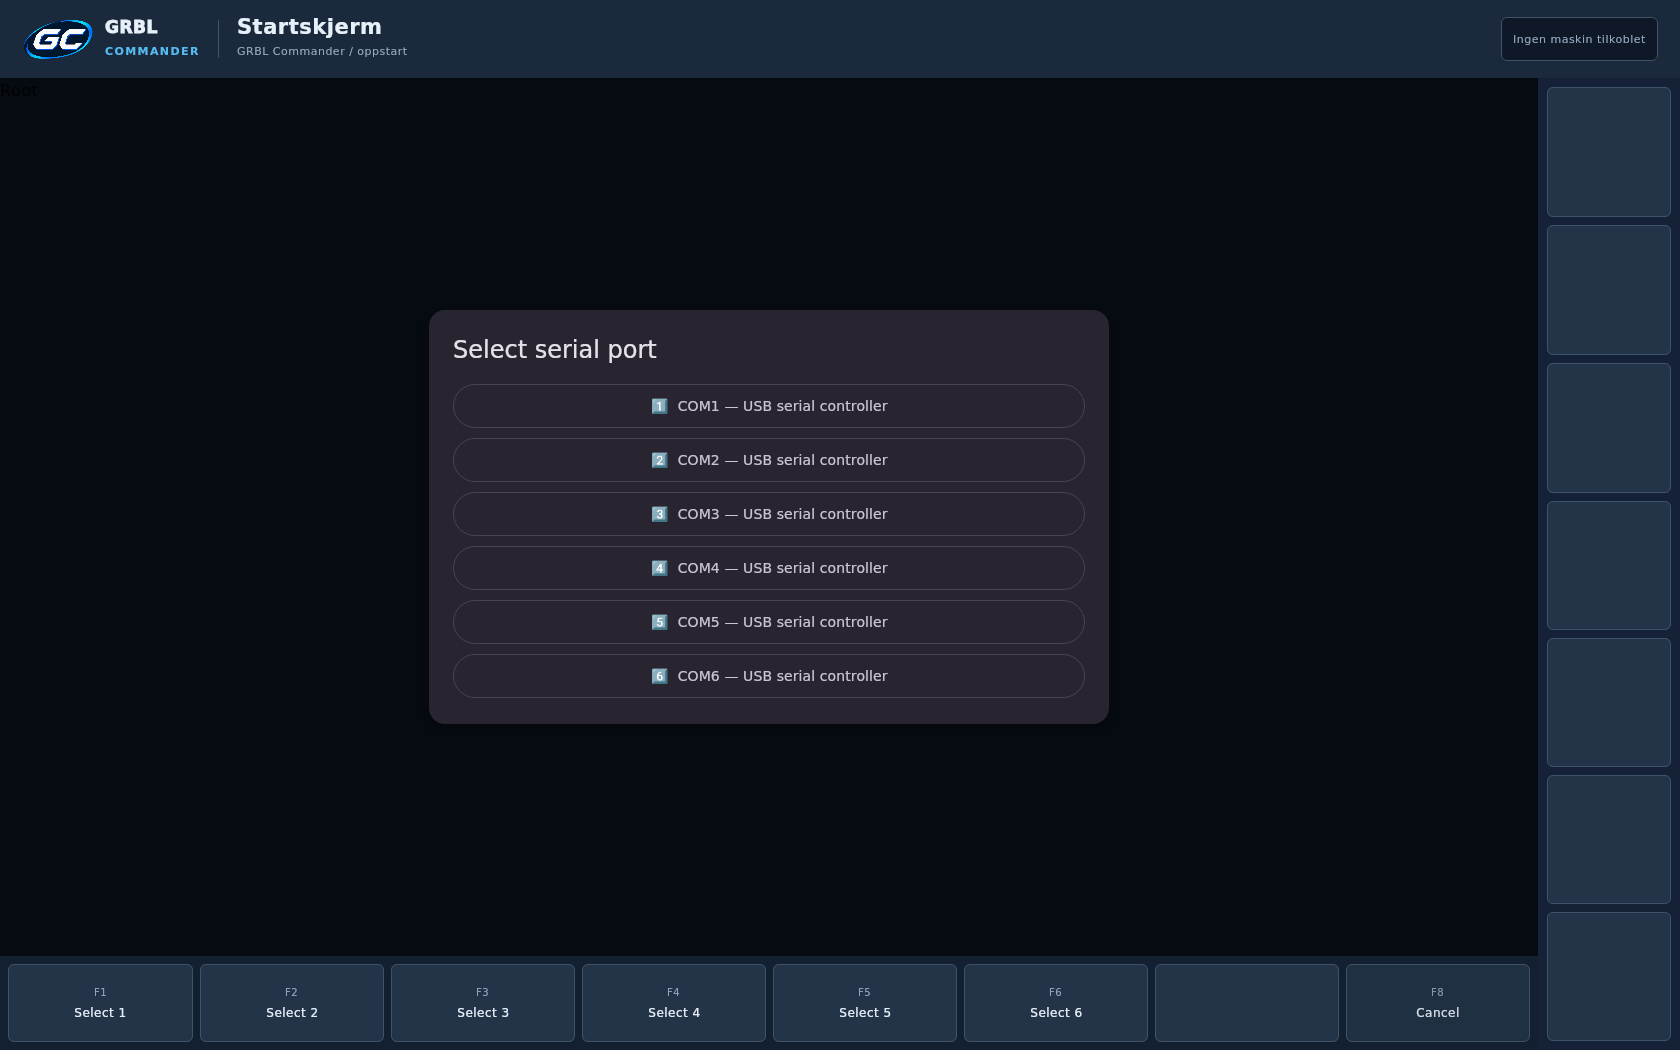 GC
GRBL
COMMANDER
Startskjerm
GRBL Commander / oppstart
Ingen maskin tilkoblet
Root
Select serial port
1 COM1 — USB serial controller
2 COM2 — USB serial controller
3 COM3 — USB serial controller
4 COM4 — USB serial controller
5 COM5 — USB serial controller
6 COM6 — USB serial controller
F1
Select 1
F2
Select 2
F3
Select 3
F4
Select 4
F5
Select 5
F6
Select 6
F8
Cancel